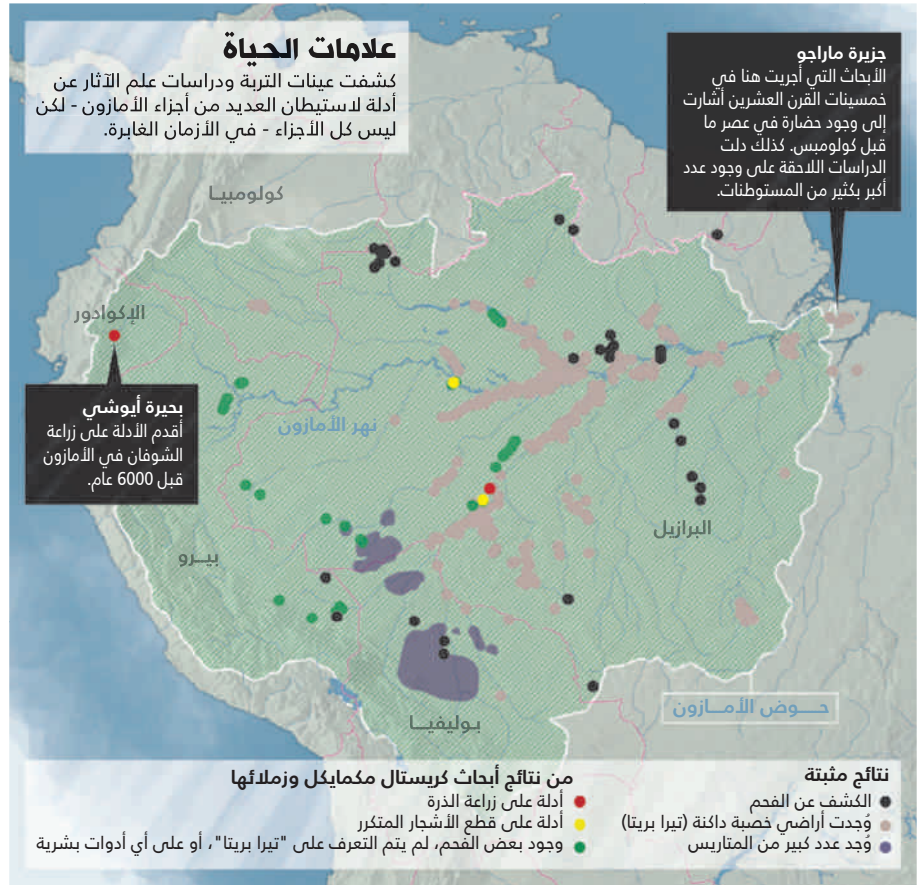 علامات الحياة
كشفت عينات التربة ودراسات علم الآثار عن
أدلة لاستيطان العديد من أجزاء الأمازون - لكن
ليس كل الأجزاء - في الأزمان الغابرة.
جزيرة ماراجو
الأبحاث التي أجريت هنا في
خمسينات القرن العشرين أشارت
إلى وجود حضارة في عصر ما
قبل كولومبس. كذلك دلت
الدراسات اللاحقة على وجود عدد
أكبر بكثير من المستوطنات.
كولومبيـا
الإكوادور
بحيرة أيوشي
أقدم الأدلة على زراعة
الشوفان في الأمازون
قبل 6000 عام.
نهر الأمازون
البرازيل
بيــرو
بـوليفيــا
حــــوض الأمــازون
نتائج مثبتة
الكشف عن الفحم
وُجدت أراضي خصبة داكنة (تيرا بريتا)
وُجد عدد كبير من المتاريس
من نتائج أبحاث كريستال مكمايكل وزملائها
أدلة على زراعة الذرة
أدلة على قطع الأشجار المتكرر
وجود بعض الفحم، لم يتم التعرف على "تيرا بريتا"، أو على أي أدوات بشرية